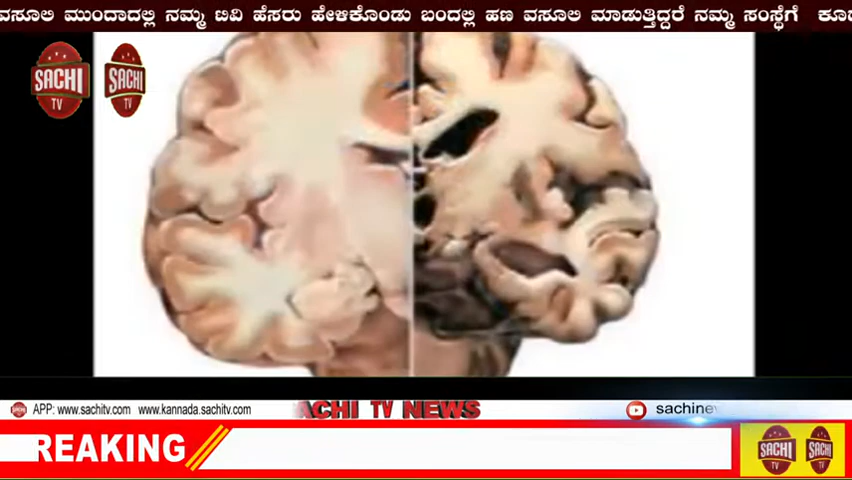 ವಸೂಲಿ ಮುಂದಾದಲ್ಲಿ ನಮ್ಮ ಟಿವಿ ಹೆಸರು ಹೇಳಿಕೊಂಡು ಬಂದಲ್ಲಿ ಹಣ ವಸೂಲಿ ಮಾಡುತ್ತಿದ್ದರೆ ನಮ್ಮ ಸಂಸ್ಥೆಗೆ
SACHI TV
SACHI TV
APP: www.sachitv.com www.kannada.sachitv.com
ACHI TV NEWS
sachine
REAKING
SACHI TV
SACHI TV